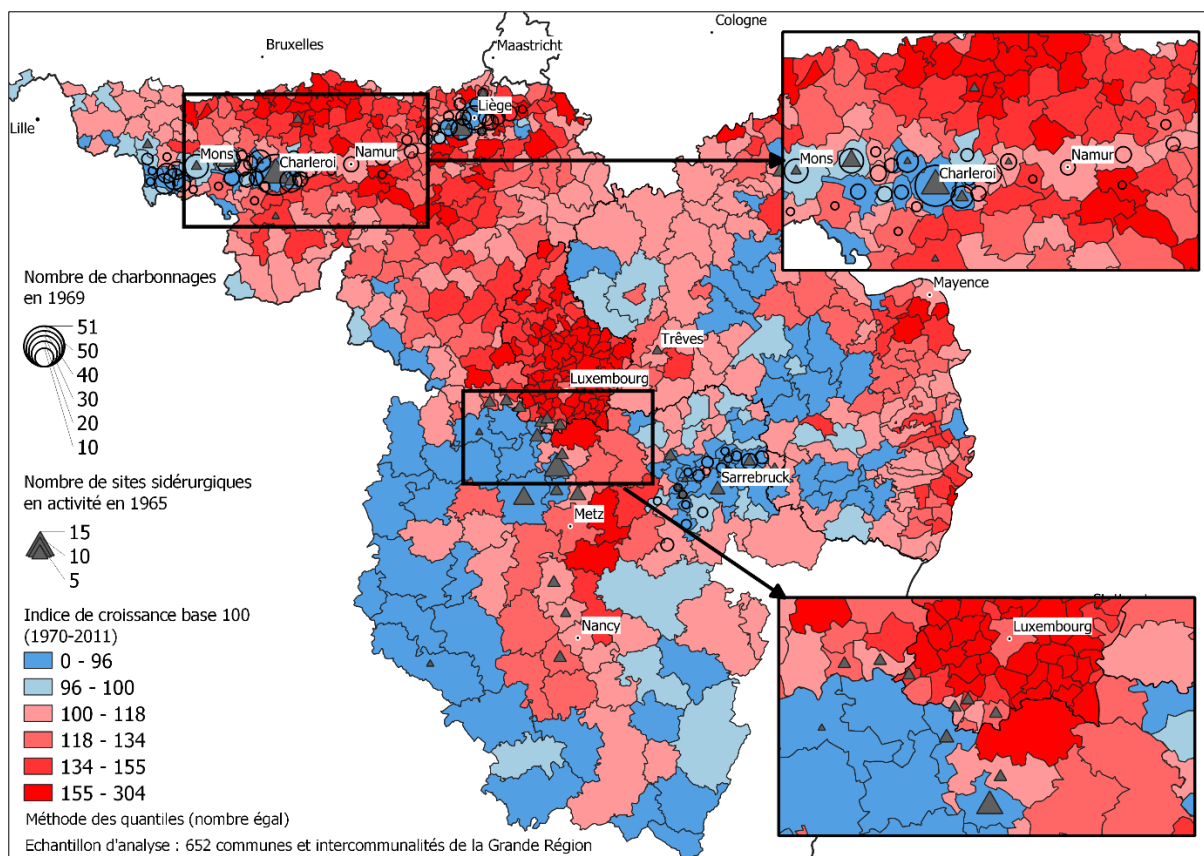 Cologne
Bruxelles
Maastricht
Lille
Liège
Mons
Charleroi
Namur
Mons
Charleroi
Namur
Nombre de charbonnages
en 1969
51
50
40
30
20
10
Mayence
Trêves
Luxembourg
Sarrebruck
Metz
Nancy
Nombre de sites sidérurgiques
en activité en 1965
15
10
5
Indice de croissance base 100
(1970-2011)
0 - 96
96 - 100
100 - 118
118 - 134
134 - 155
155 - 304
Méthode des quantiles (nombre égal)
Echantillon d'analyse : 652 communes et intercommunalités de la Grande Région
Luxembourg